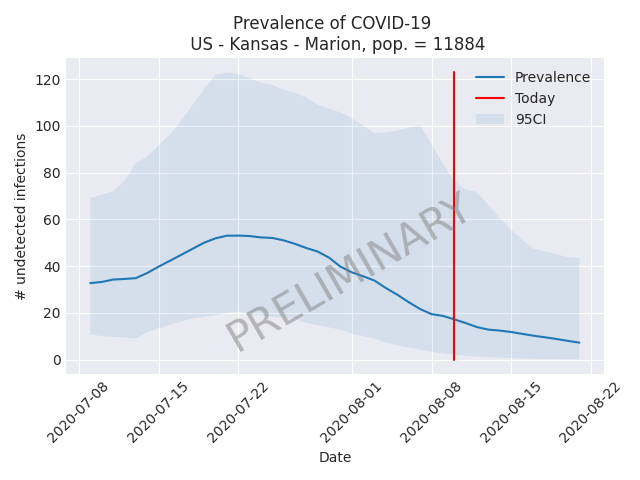 Prevalence of COVID-19
US - Kansas - Marion, pop. = 11884
# undetected infections
120
100
80
60
40
20
0
Prevalence
Today
95CI
PRELIMINARY
2020-07-08
2020-07-15
2020-07-22
2020-08-01
2020-08-08
2020-08-15
2020-08-22
Date